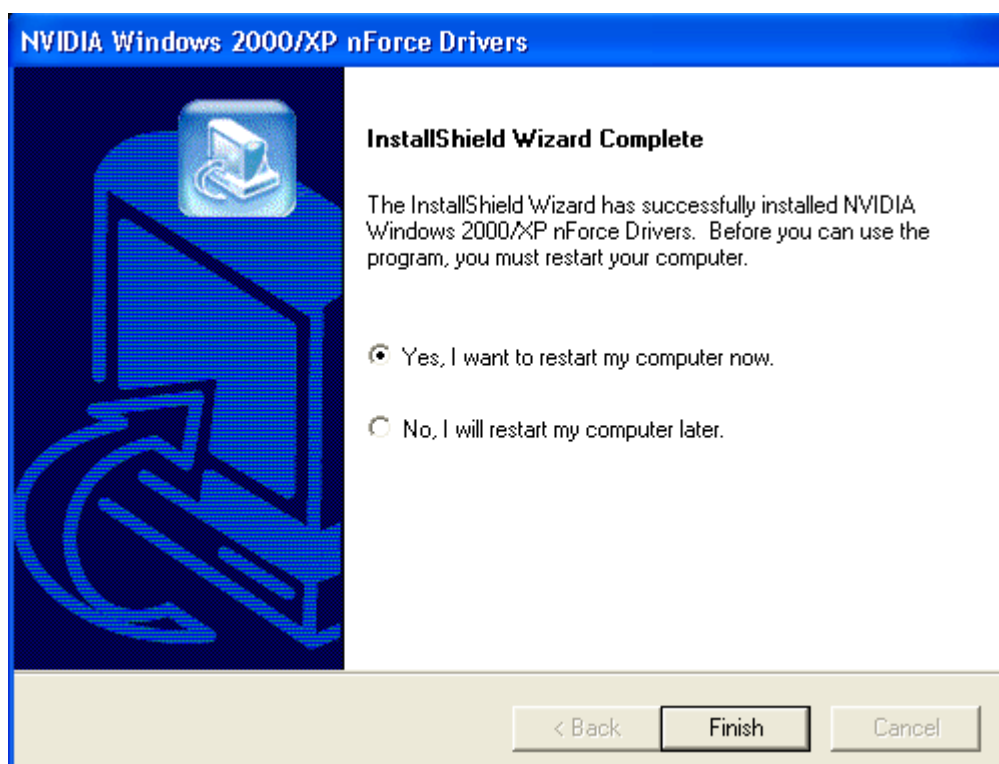 NVIDIA Windows 2000/XP nForce Drivers
InstallShield Wizard Complete
The InstallShield Wizard has successfully installed NVIDIA
Windows 2000/XP nForce Drivers.  Before you can use the
program, you must restart your computer.
Yes, I want to restart my computer now.
No, I will restart my computer later.
< Back
Finish
Cancel